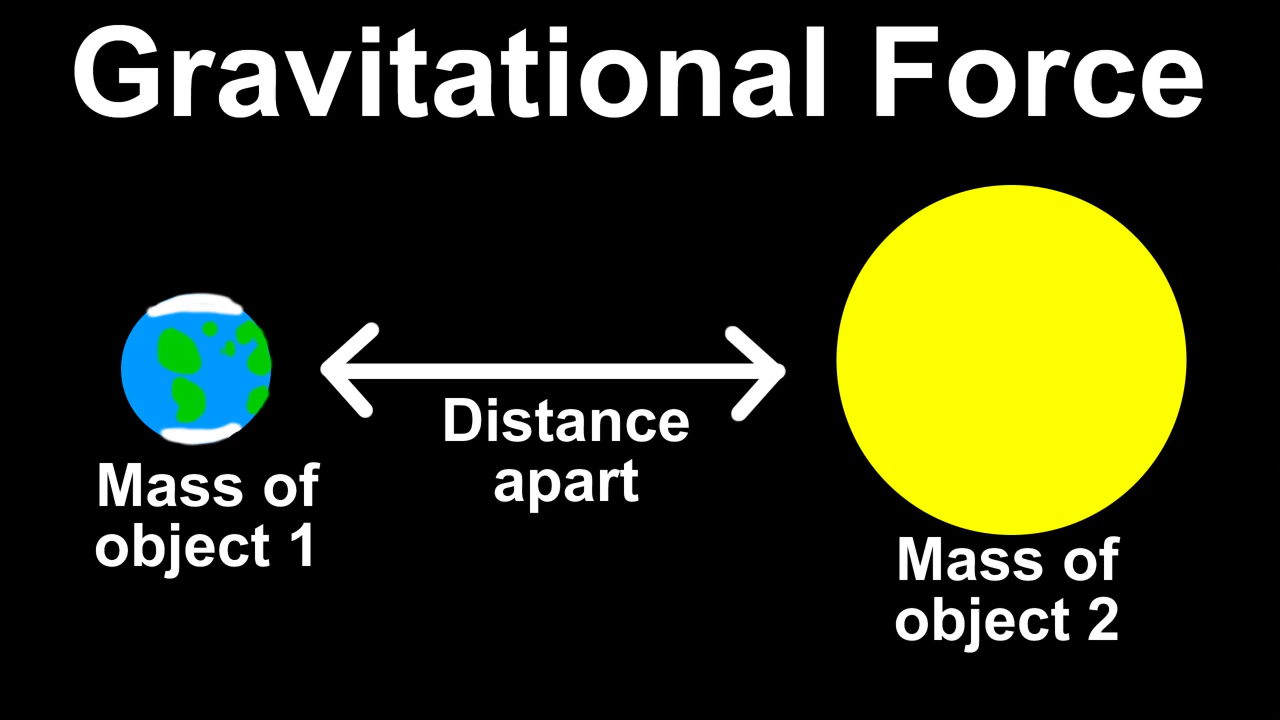 Gravitational Force
Distance
apart
Mass of
object 1
Mass of
object 2